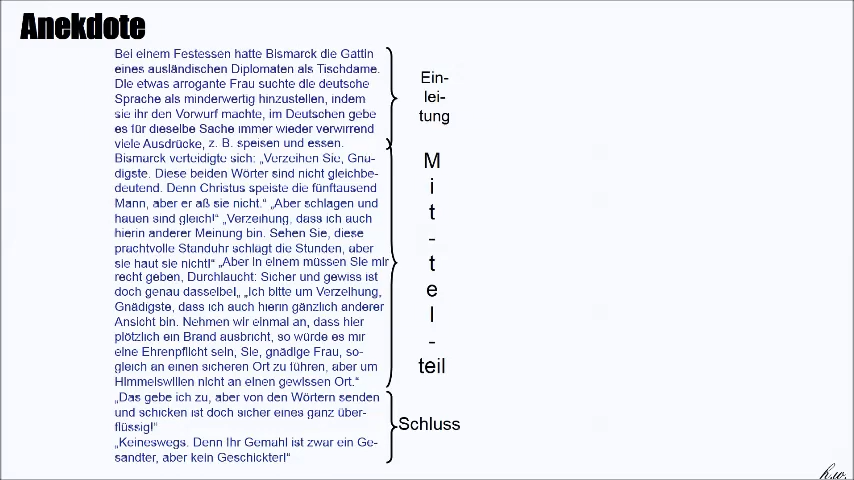 Anekdote
Bei einem Festessen hatte Bismarck die Gattin
eines ausländischen Diplomaten als Tischdame.
Die etwas arrogante Frau suchte die deutsche
Sprache als minderwertig hinzustellen, indem
sie ihr den Vorwurf machte, im Deutschen gebe
es für dieselbe Sache immer wieder verwirrend
viele Ausdrücke, z. B. speisen und essen.
Bismarck verteidigte sich: „Verzeihen Sie, Gnä-
digste. Diese beiden Wörter sind nicht gleichbe-
deutend. Denn Christus speiste die fünftausend
Mann, aber er aß sie nicht.“ „Aber schlagen und
hauen sind gleich!“ „Verzeihung, dass ich auch
hierin anderer Meinung bin. Sehen Sie, diese
prachtvolle Standuhr schlägt die Stunden, aber
sie haut sie nicht!“ „Aber in einem müssen Sie mir
recht geben, Durchlaucht: Sicher und gewiss ist
doch genau dasselbe!„ „Ich bitte um Verzeihung,
Gnädigste, dass ich auch hierin gänzlich anderer
Ansicht bin. Nehmen wir einmal an, dass hier
plötzlich ein Brand ausbricht, so würde es mir
eine Ehrenpflicht sein, Sie, gnädige Frau, so-
gleich an einen sicheren Ort zu führen, aber um
Himmelswillen nicht an einen gewissen Ort.“
„Das gebe ich zu, aber von den Wörtern senden
und schicken ist doch sicher eines ganz über-
flüssig!“
„Keineswegs. Denn Ihr Gemahl ist zwar ein Ge-
sandter, aber kein Geschickter!“
Ein-
lei-
tung
M
i
t
-
t
e
l
-
teil
Schluss
h.w.